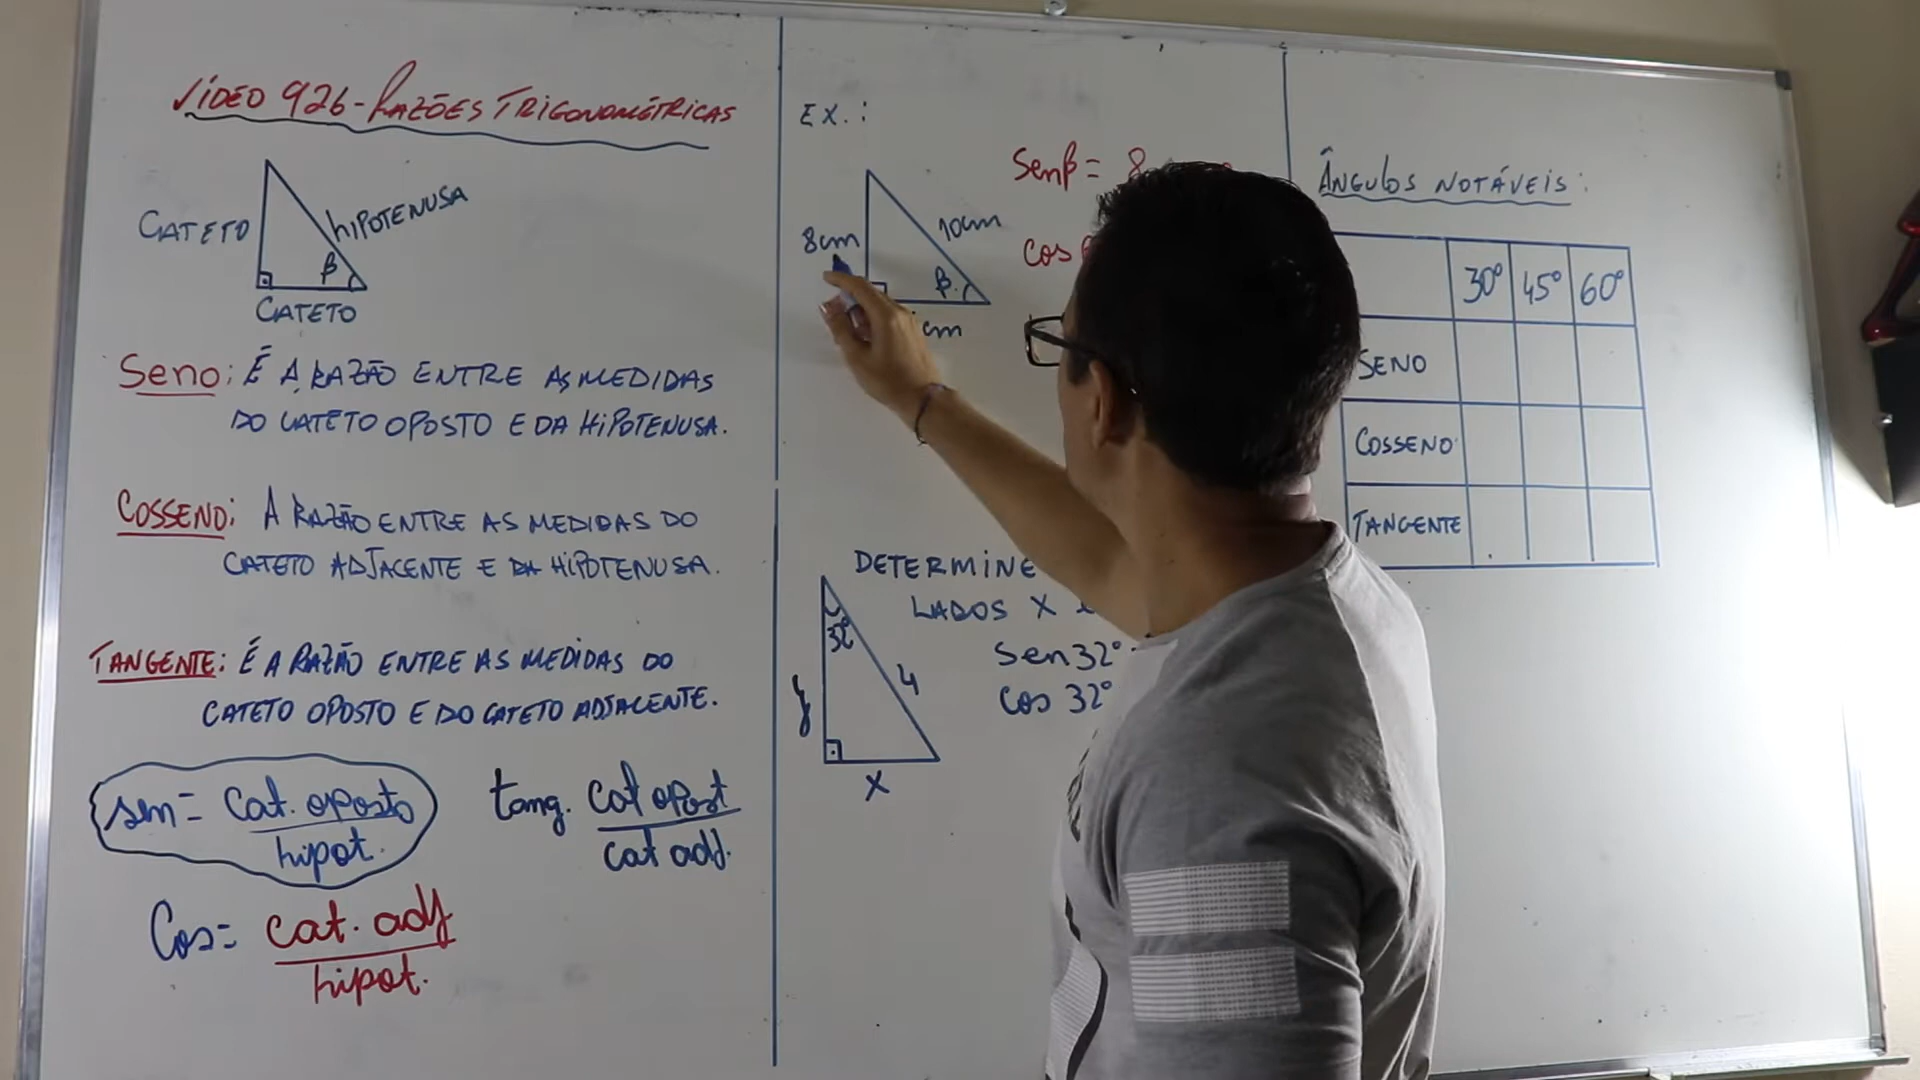 VÍDEO 926-RAZÕES TRIGONOMÉTRICAS
CATETO
hIPOTENUSA
β
CATETO
Seno: É A RAZÃO ENTRE AS MEDIDAS
DO CATETO OPOSTO E DA HIPOTENUSA.
COSSENO: A RAZÃO ENTRE AS MEDIDAS DO
CATETO ADJACENTE E DA HIPOTENUSA.
TANGENTE: É A RAZÃO ENTRE AS MEDIDAS DO
CATETO OPOSTO E DO CATETO ADJACENTE.
sen= cat. oposto
hipot.
tang. cat opost
cat adj.
Cos= cat. adj
hipot.
EX.:
8cm
10cm
β
cm
Senβ = 8
cos
DETERMINE
LADOS X
Sen 32°
Cos 32°
32°
y
4
X
ÂNGULOS NOTÁVEIS:
30° 45° 60°
SENO
COSSENO
TANGENTE